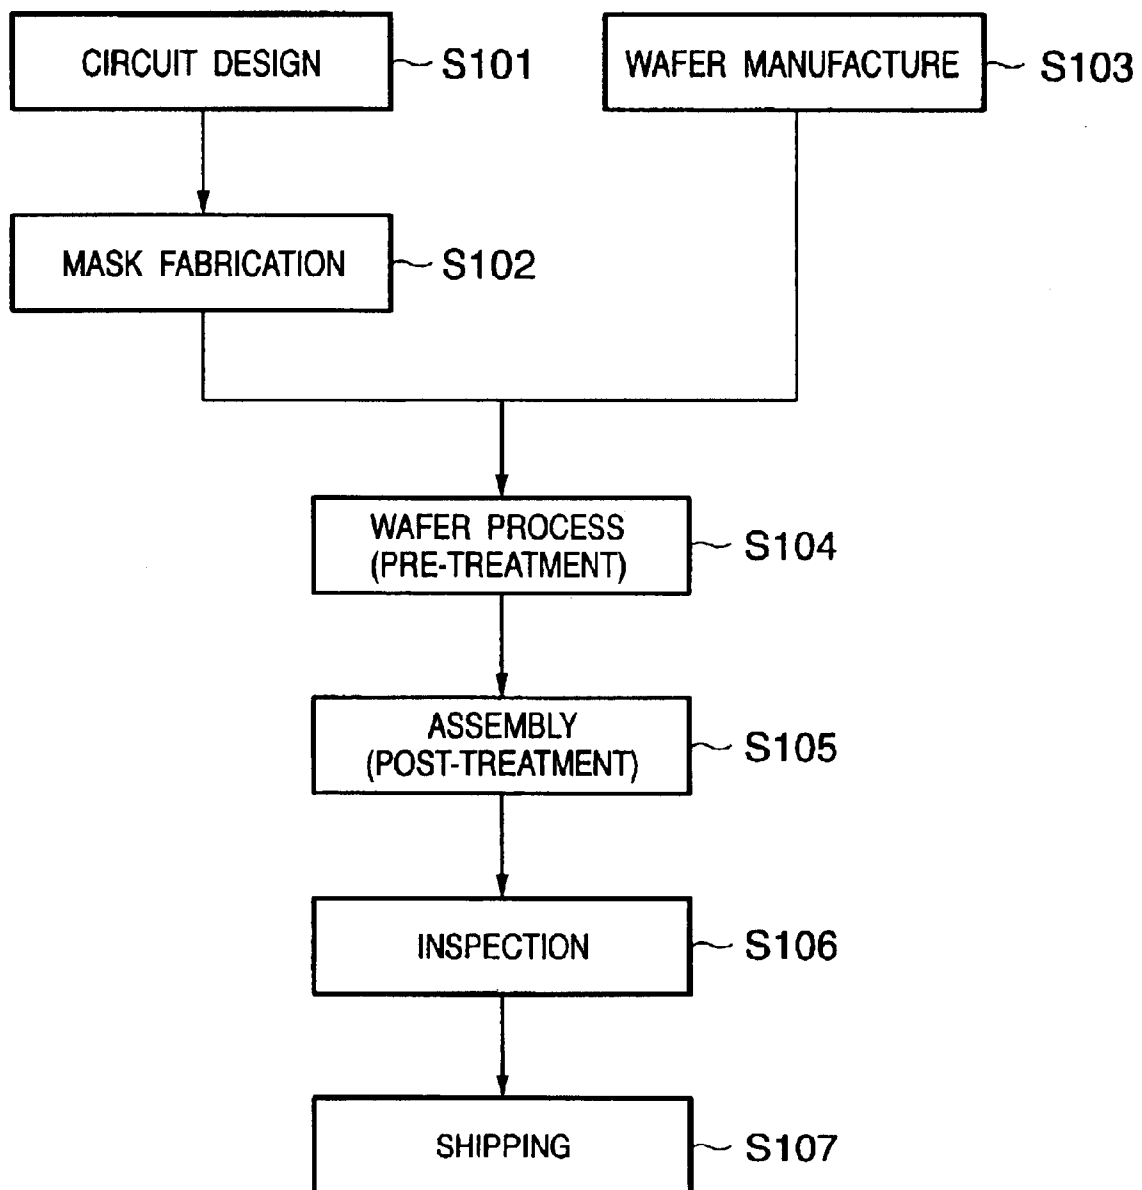 CIRCUIT DESIGN
S101
WAFER MANUFACTURE
S103
MASK FABRICATION
S102
WAFER PROCESS
(PRE-TREATMENT)
S104
ASSEMBLY
(POST-TREATMENT)
S105
INSPECTION
S106
SHIPPING
S107